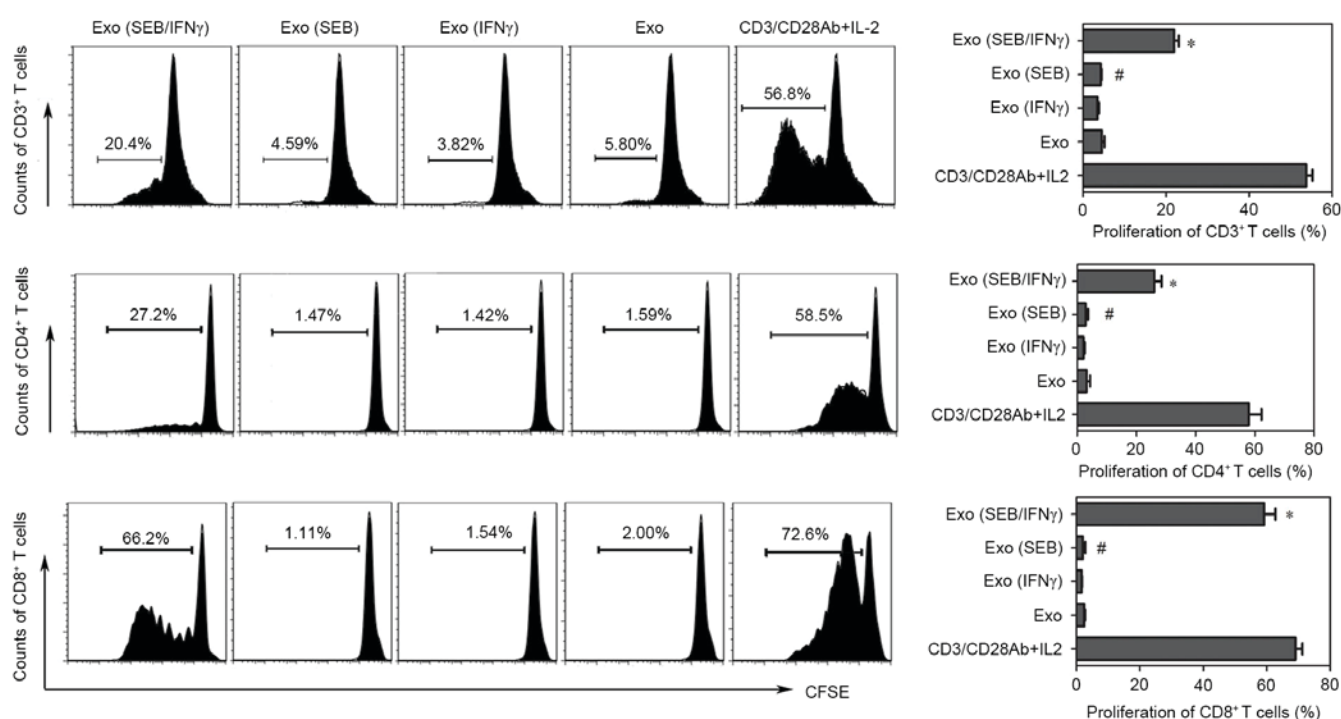 Exo (SEB/IFNγ) Exo (SEB) Exo (IFNγ) Exo CD3/CD28Ab+IL-2
Counts of CD3⁺ T cells
20.4% 4.59% 3.82% 5.80% 56.8%
Exo (SEB/IFNγ) *
Exo (SEB) #
Exo (IFNγ)
Exo
CD3/CD28Ab+IL2
0 20 40 60
Proliferation of CD3⁺ T cells (%)
Counts of CD4⁺ T cells
27.2% 1.47% 1.42% 1.59% 58.5%
Exo (SEB/IFNγ) *
Exo (SEB) #
Exo (IFNγ)
Exo
CD3/CD28Ab+IL2
0 20 40 60 80
Proliferation of CD4⁺ T cells (%)
Counts of CD8⁺ T cells
66.2% 1.11% 1.54% 2.00% 72.6%
CFSE
Exo (SEB/IFNγ) *
Exo (SEB) #
Exo (IFNγ)
Exo
CD3/CD28Ab+IL2
0 20 40 60 80
Proliferation of CD8⁺ T cells (%)